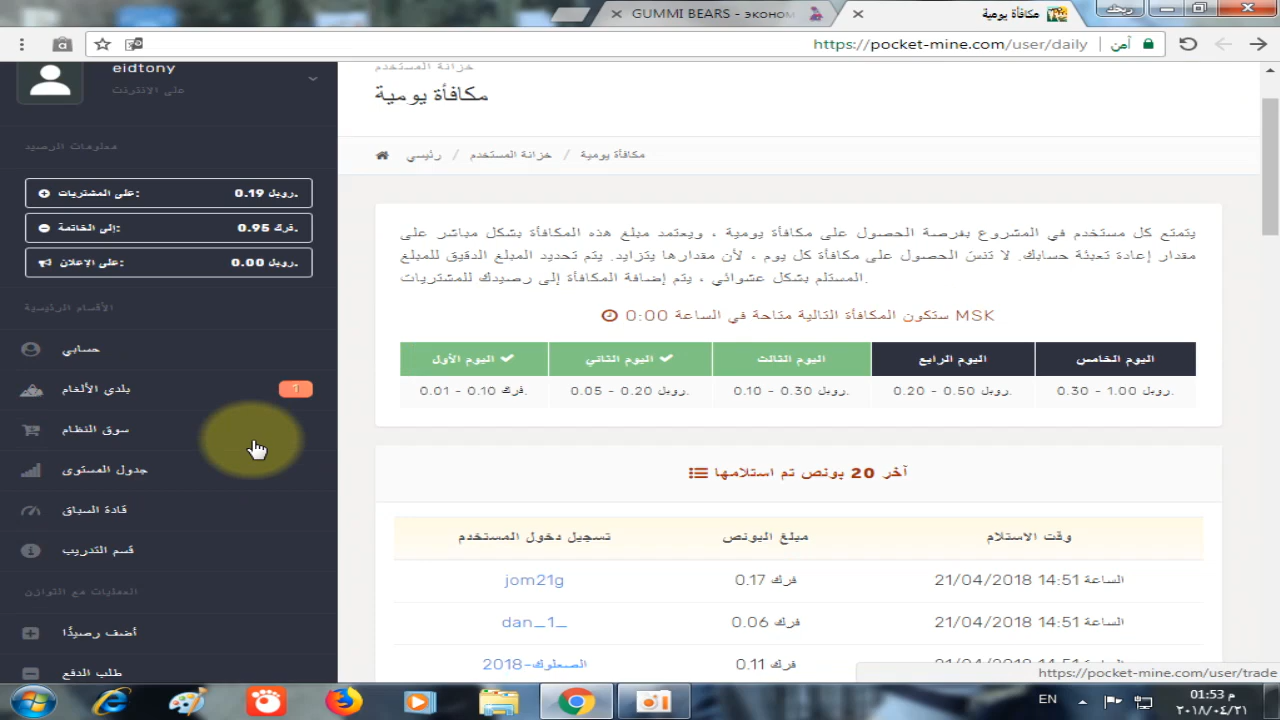 GUMMI BEARS - эконом
مكافأة يومية
ريتك
https://pocket-mine.com/user/daily
آمن
eidtony
على الإنترنت
معلومات الرصيد
على المشتريات: 0.19 روبل.
إلى الخاتمة: 0.95 فرك.
على الإعلان: 0.00 روبل.
الأقسام الرئيسية
حسابي
بلدي الألغام 1
سوق النظام
جدول المستوى
قادة السباق
قسم التدريب
العمليات مع التوازن
أضف رصيدًا
طلب الدفع
خزانة المستخدم
مكافأة يومية
رئيسي / خزانة المستخدم / مكافأة يومية
يتمتع كل مستخدم في المشروع بفرصة الحصول على مكافأة يومية ، ويعتمد مبلغ هذه المكافأة بشكل مباشر على
مقدار إعادة تعبئة حسابك. لا تنسَ الحصول على مكافأة كل يوم ، لأن مقدارها يتزايد. يتم تحديد المبلغ الدقيق للمبلغ
المستلم بشكل عشوائي ، يتم إضافة المكافأة إلى رصيدك للمشتريات.
ستكون المكافأة التالية متاحة في الساعة 0:00 MSK
اليوم الأول اليوم الثاني اليوم الثالث اليوم الرابع اليوم الخامس
0.01 - 0.10 فرك. 0.05 - 0.20 روبل. 0.10 - 0.30 روبل. 0.20 - 0.50 روبل. 0.30 - 1.00 روبل.
آخر 20 بونص تم استلامها
تسجيل دخول المستخدم مبلغ البونص وقت الاستلام
jom21g 0.17 فرك 21/04/2018 الساعة 14:51
dan_1_ 0.06 فرك 21/04/2018 الساعة 14:51
الصعلوك-2018 0.11 فرك 21/04/2018 الساعة 14:51
https://pocket-mine.com/user/trade
EN
01:53 م
٢٠١٨/٠٤/٢١